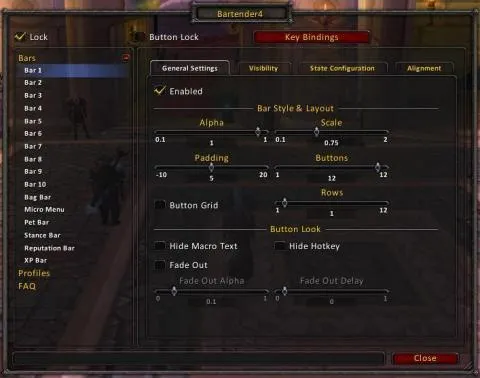 Bartender4
Lock
Button Lock
Key Bindings
Bars
Bar 1
Bar 2
Bar 3
Bar 4
Bar 5
Bar 6
Bar 7
Bar 8
Bar 9
Bar 10
Bag Bar
Micro Menu
Pet Bar
Stance Bar
Reputation Bar
XP Bar
Profiles
FAQ
General Settings Visibility State Configuration Alignment
Enabled
Bar Style & Layout
Alpha Scale
0.1 1 1 0.1 0.75 2
Padding Buttons
-10 5 20 1 12 12
Button Grid
Rows
1 1 12
Button Look
Hide Macro Text Hide Hotkey
Fade Out
Fade Out Alpha Fade Out Delay
0 0.1 1 0 0 1
Close